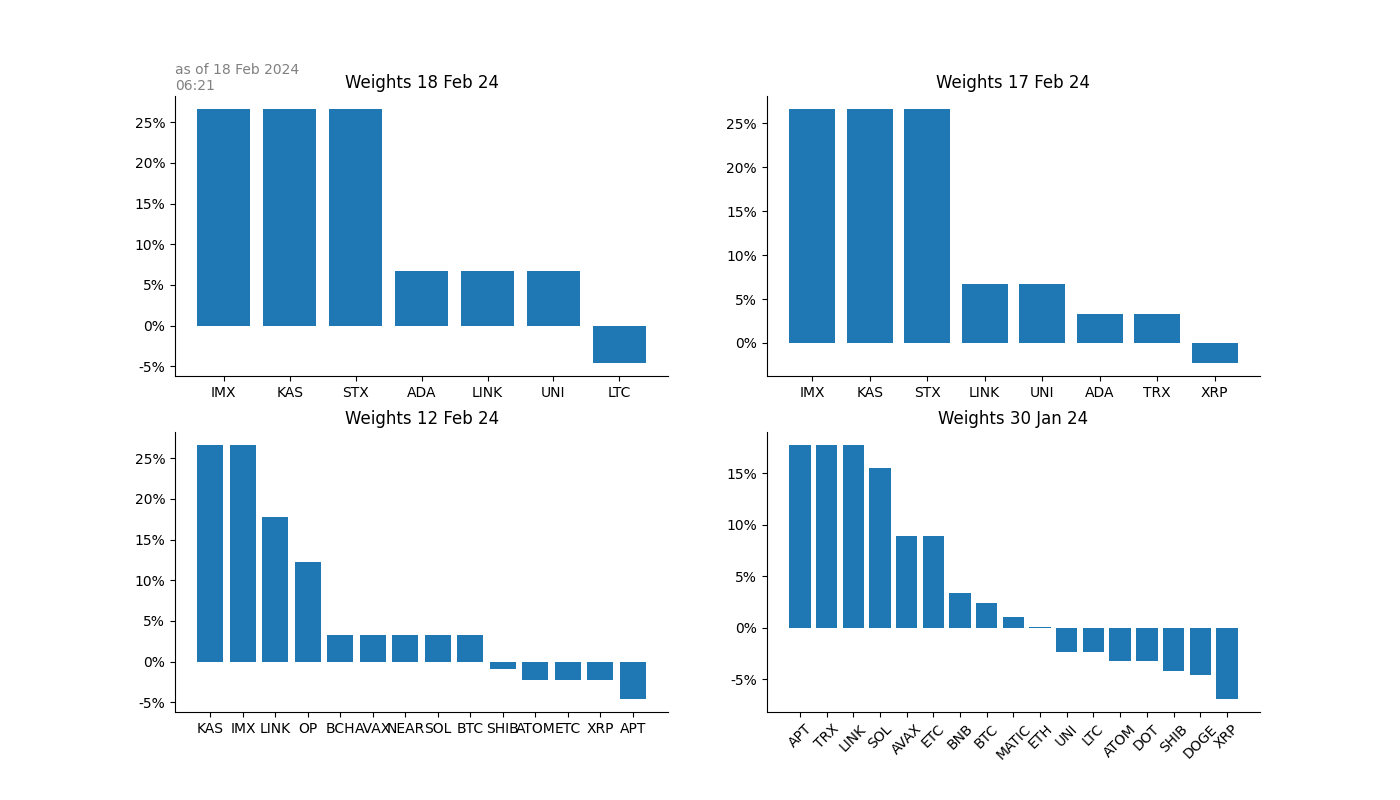 as of 18 Feb 2024
06:21
Weights 18 Feb 24
25%
20%
15%
10%
5%
0%
-5%
IMX KAS STX ADA LINK UNI LTC
Weights 17 Feb 24
25%
20%
15%
10%
5%
0%
IMX KAS STX LINK UNI ADA TRX XRP
Weights 12 Feb 24
25%
20%
15%
10%
5%
0%
-5%
KAS IMX LINK OP BCH AVAX NEAR SOL BTC SHIB ATOM ETC XRP APT
Weights 30 Jan 24
15%
10%
5%
0%
-5%
APT TRX LINK SOL AVAX ETC BNB BTC MATIC ETH UNI LTC ATOM DOT SHIB DOGE XRP